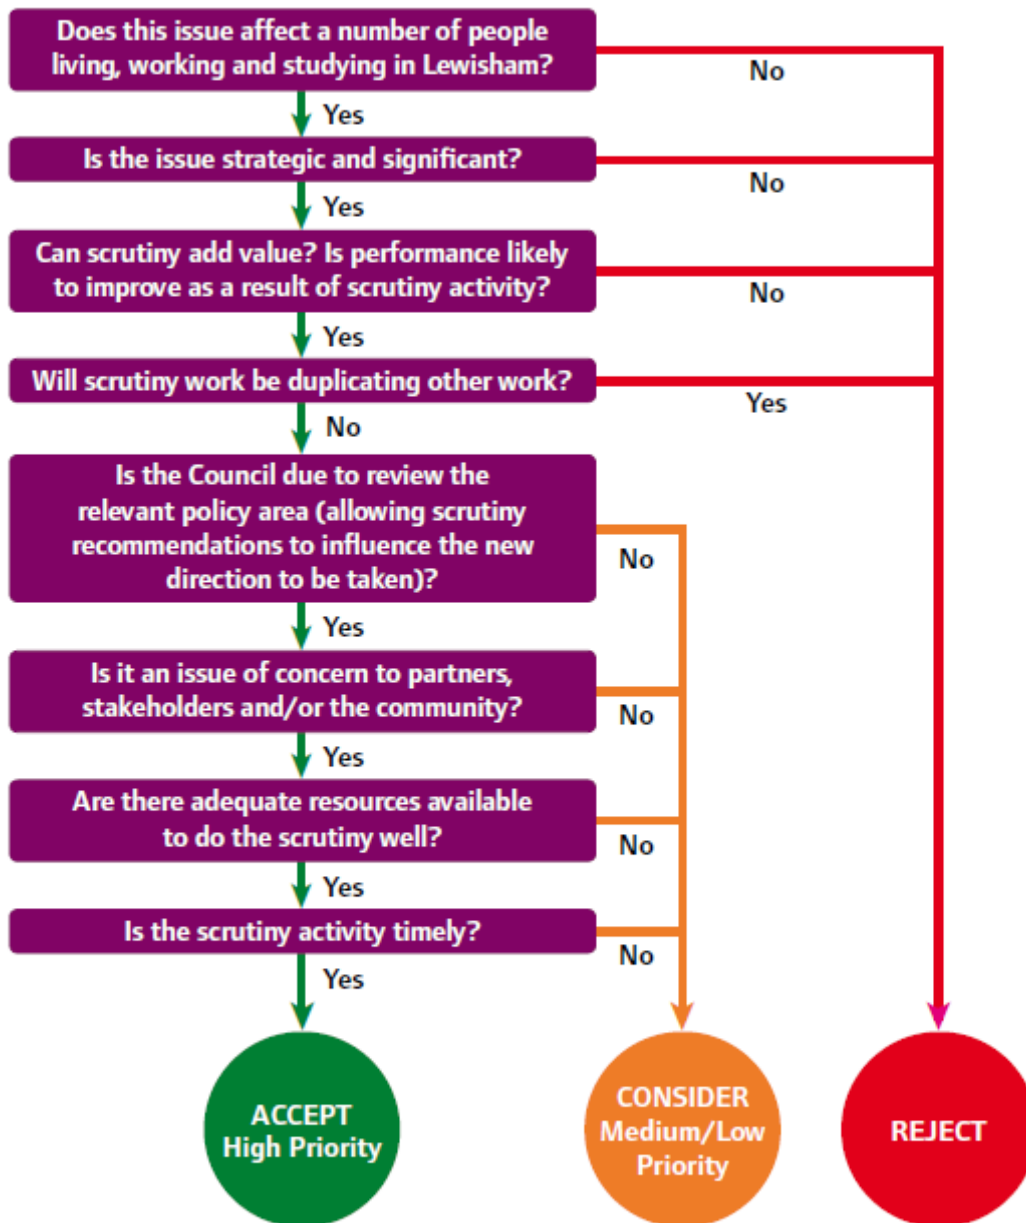 Does this issue affect a number of people
living, working and studying in Lewisham?
No
Yes
Is the issue strategic and significant?
No
Yes
Can scrutiny add value? Is performance likely
to improve as a result of scrutiny activity?
No
Yes
Will scrutiny work be duplicating other work?
Yes
No
Is the Council due to review the
relevant policy area (allowing scrutiny
recommendations to influence the new
direction to be taken)?
No
Yes
Is it an issue of concern to partners,
stakeholders and/or the community?
No
Yes
Are there adequate resources available
to do the scrutiny well?
No
Yes
Is the scrutiny activity timely?
No
Yes
ACCEPT
High Priority
CONSIDER
Medium/Low
Priority
REJECT